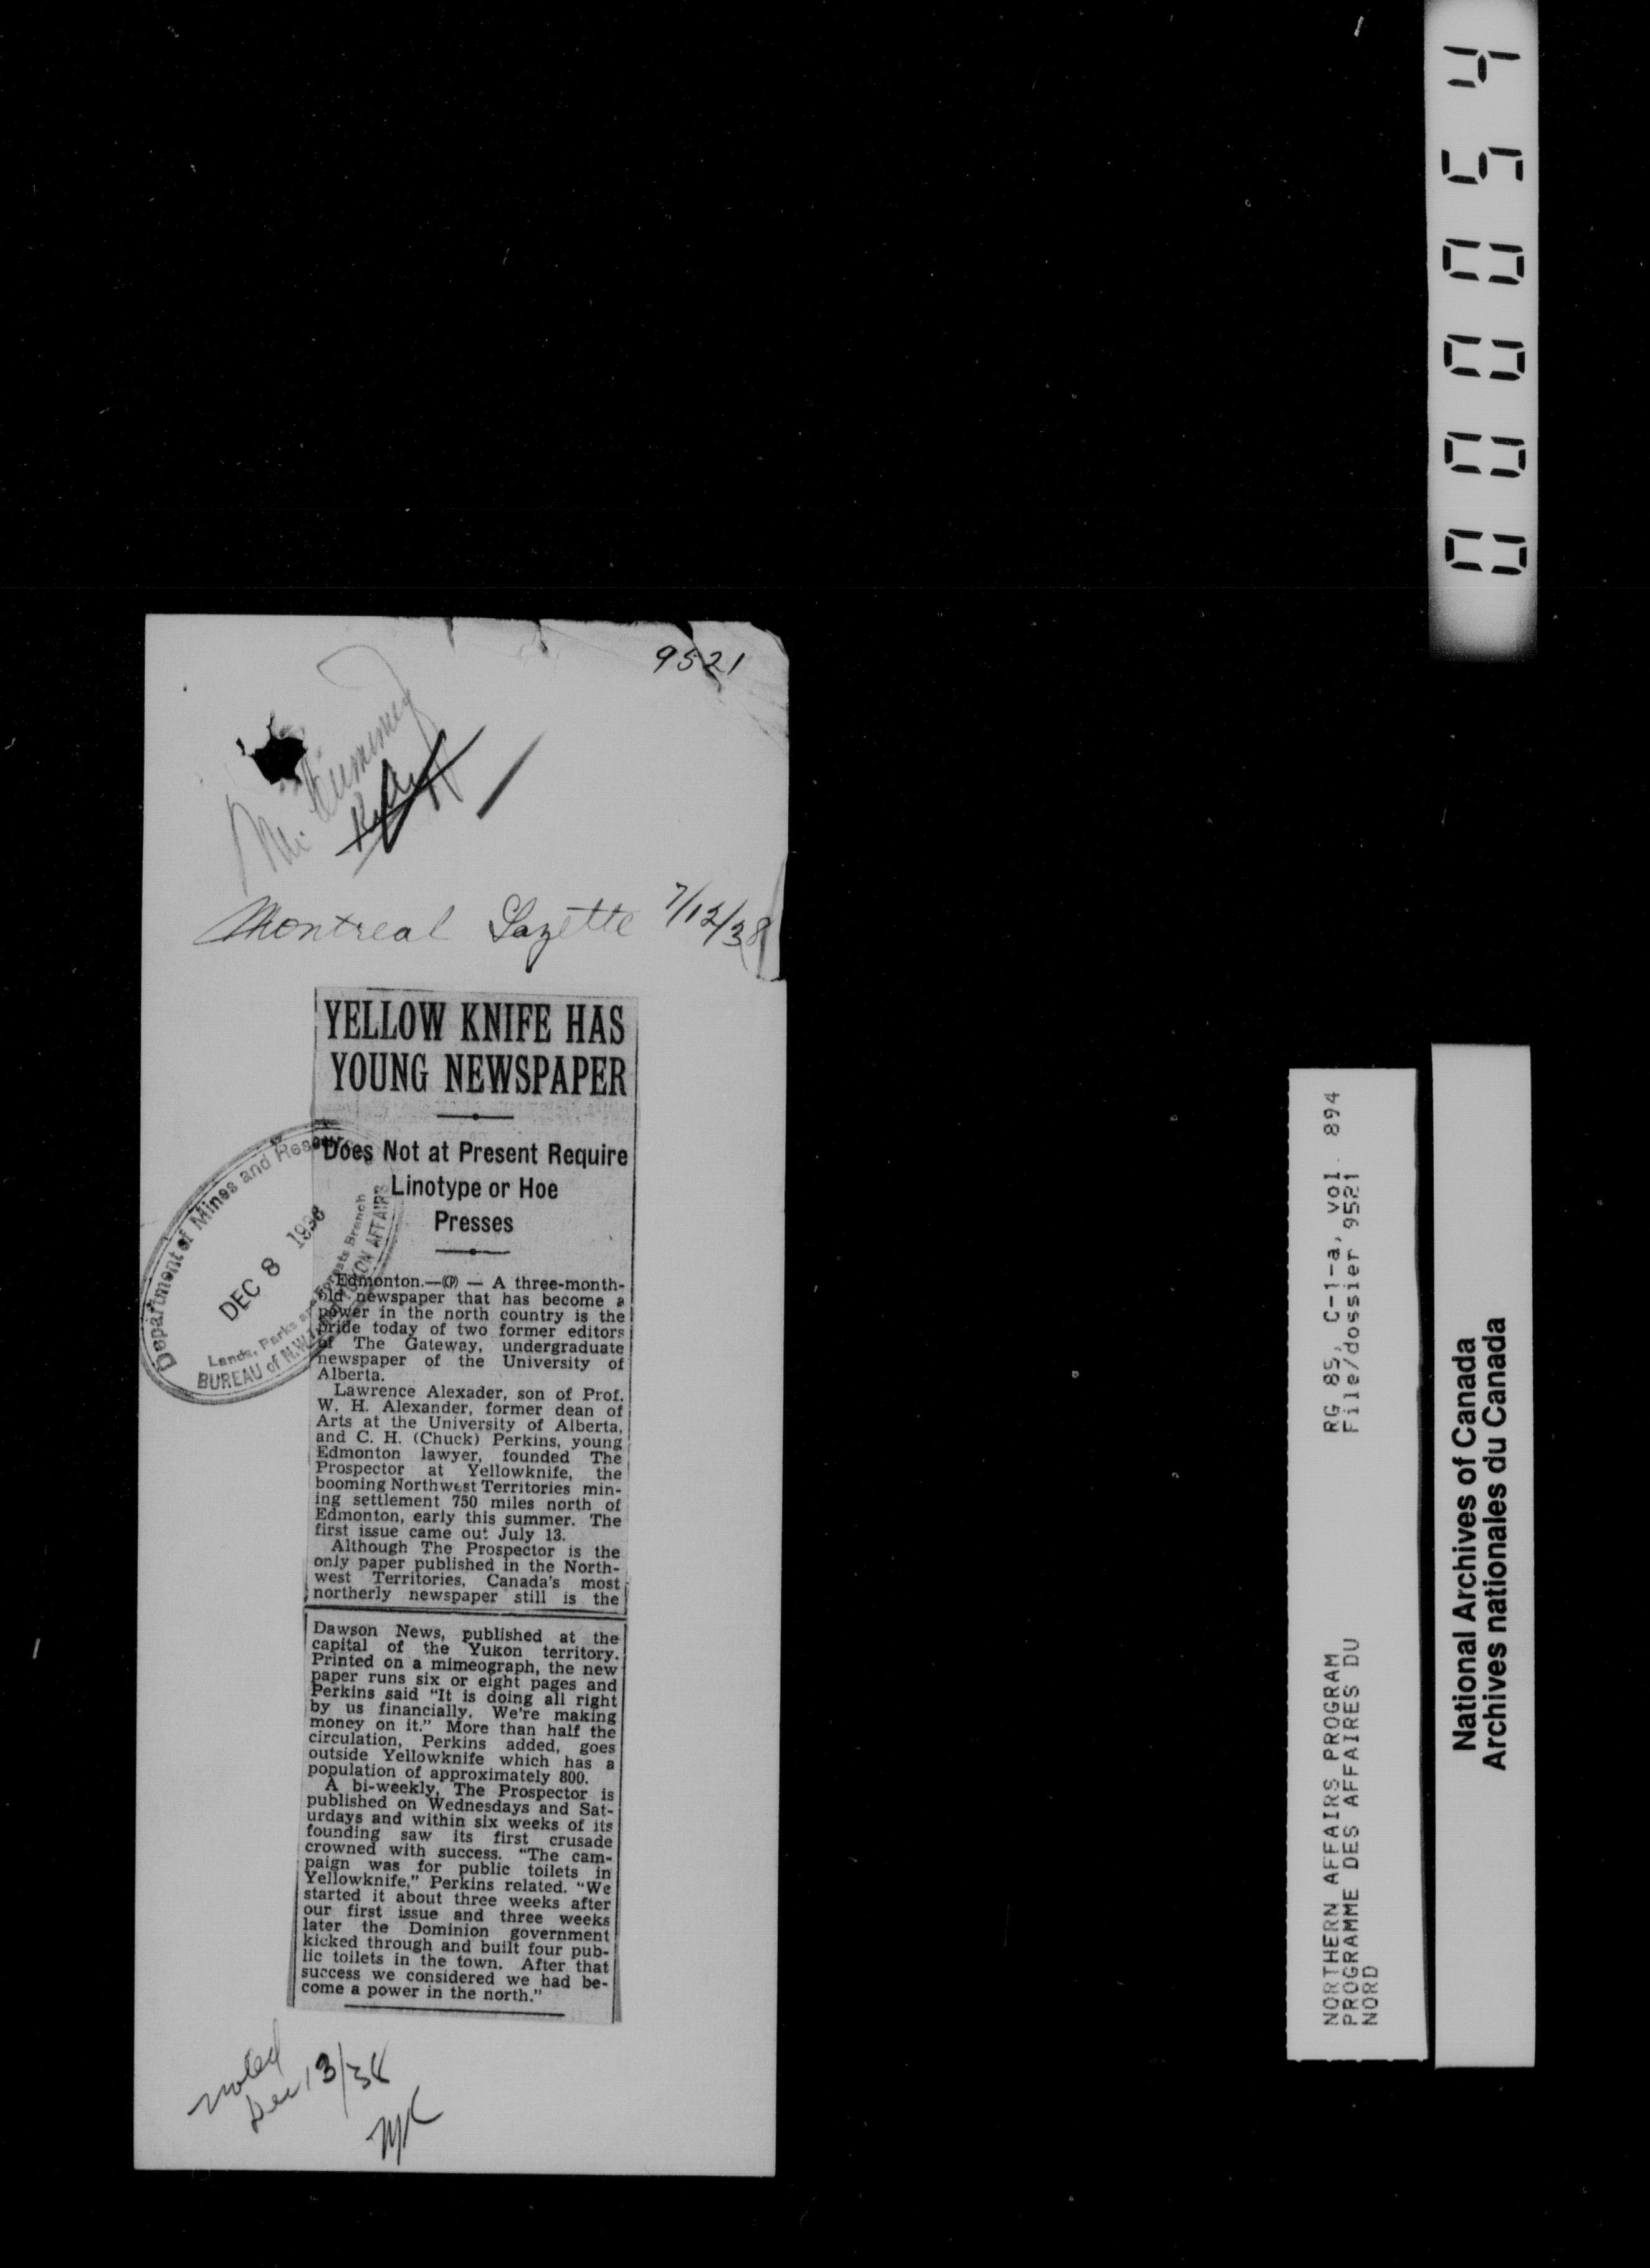 9521
Mr. Cumming
Montreal Gazette 7/12/38
YELLOW KNIFE HAS
YOUNG NEWSPAPER
Does Not at Present Require
Linotype or Hoe
Presses
Department of Mines and Resources
DEC 8 1938
Lands, Parks and Forests Branch
BUREAU of N.W.T. AND YUKON AFFAIRS
Edmonton.—(CP) — A three-month-
old newspaper that has become a
power in the north country is the
pride today of two former editors
of The Gateway, undergraduate
newspaper of the University of
Alberta.
Lawrence Alexader, son of Prof.
W. H. Alexander, former dean of
Arts at the University of Alberta,
and C. H. (Chuck) Perkins, young
Edmonton lawyer, founded The
Prospector at Yellowknife, the
booming Northwest Territories min-
ing settlement 750 miles north of
Edmonton, early this summer. The
first issue came out July 13.
Although The Prospector is the
only paper published in the North-
west Territories, Canada's most
northerly newspaper still is the
Dawson News, published at the
capital of the Yukon territory.
Printed on a mimeograph, the new
paper runs six or eight pages and
Perkins said "It is doing all right
by us financially. We're making
money on it." More than half the
circulation, Perkins added, goes
outside Yellowknife which has a
population of approximately 800.
A bi-weekly, The Prospector is
published on Wednesdays and Sat-
urdays and within six weeks of its
founding saw its first crusade
crowned with success. "The cam-
paign was for public toilets in
Yellowknife," Perkins related. "We
started it about three weeks after
our first issue and three weeks
later the Dominion government
kicked through and built four pub-
lic toilets in the town. After that
success we considered we had be-
come a power in the north."
noted
Dec 13/38
000054
NORTHERN AFFAIRS PROGRAM RG 85, C-1-a, vol 894
PROGRAMME DES AFFAIRES DU File/dossier 9521
NORD
National Archives of Canada
Archives nationales du Canada